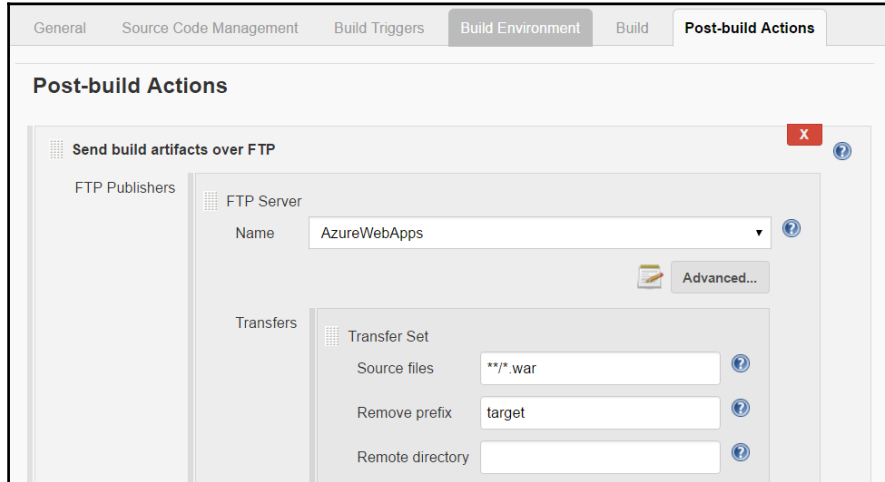 General Source Code Management Build Triggers Build Environment Build Post-build Actions
Post-build Actions
X
Send build artifacts over FTP
FTP Publishers
FTP Server
Name AzureWebApps
Advanced...
Transfers
Transfer Set
Source files **/*.war
Remove prefix target
Remote directory